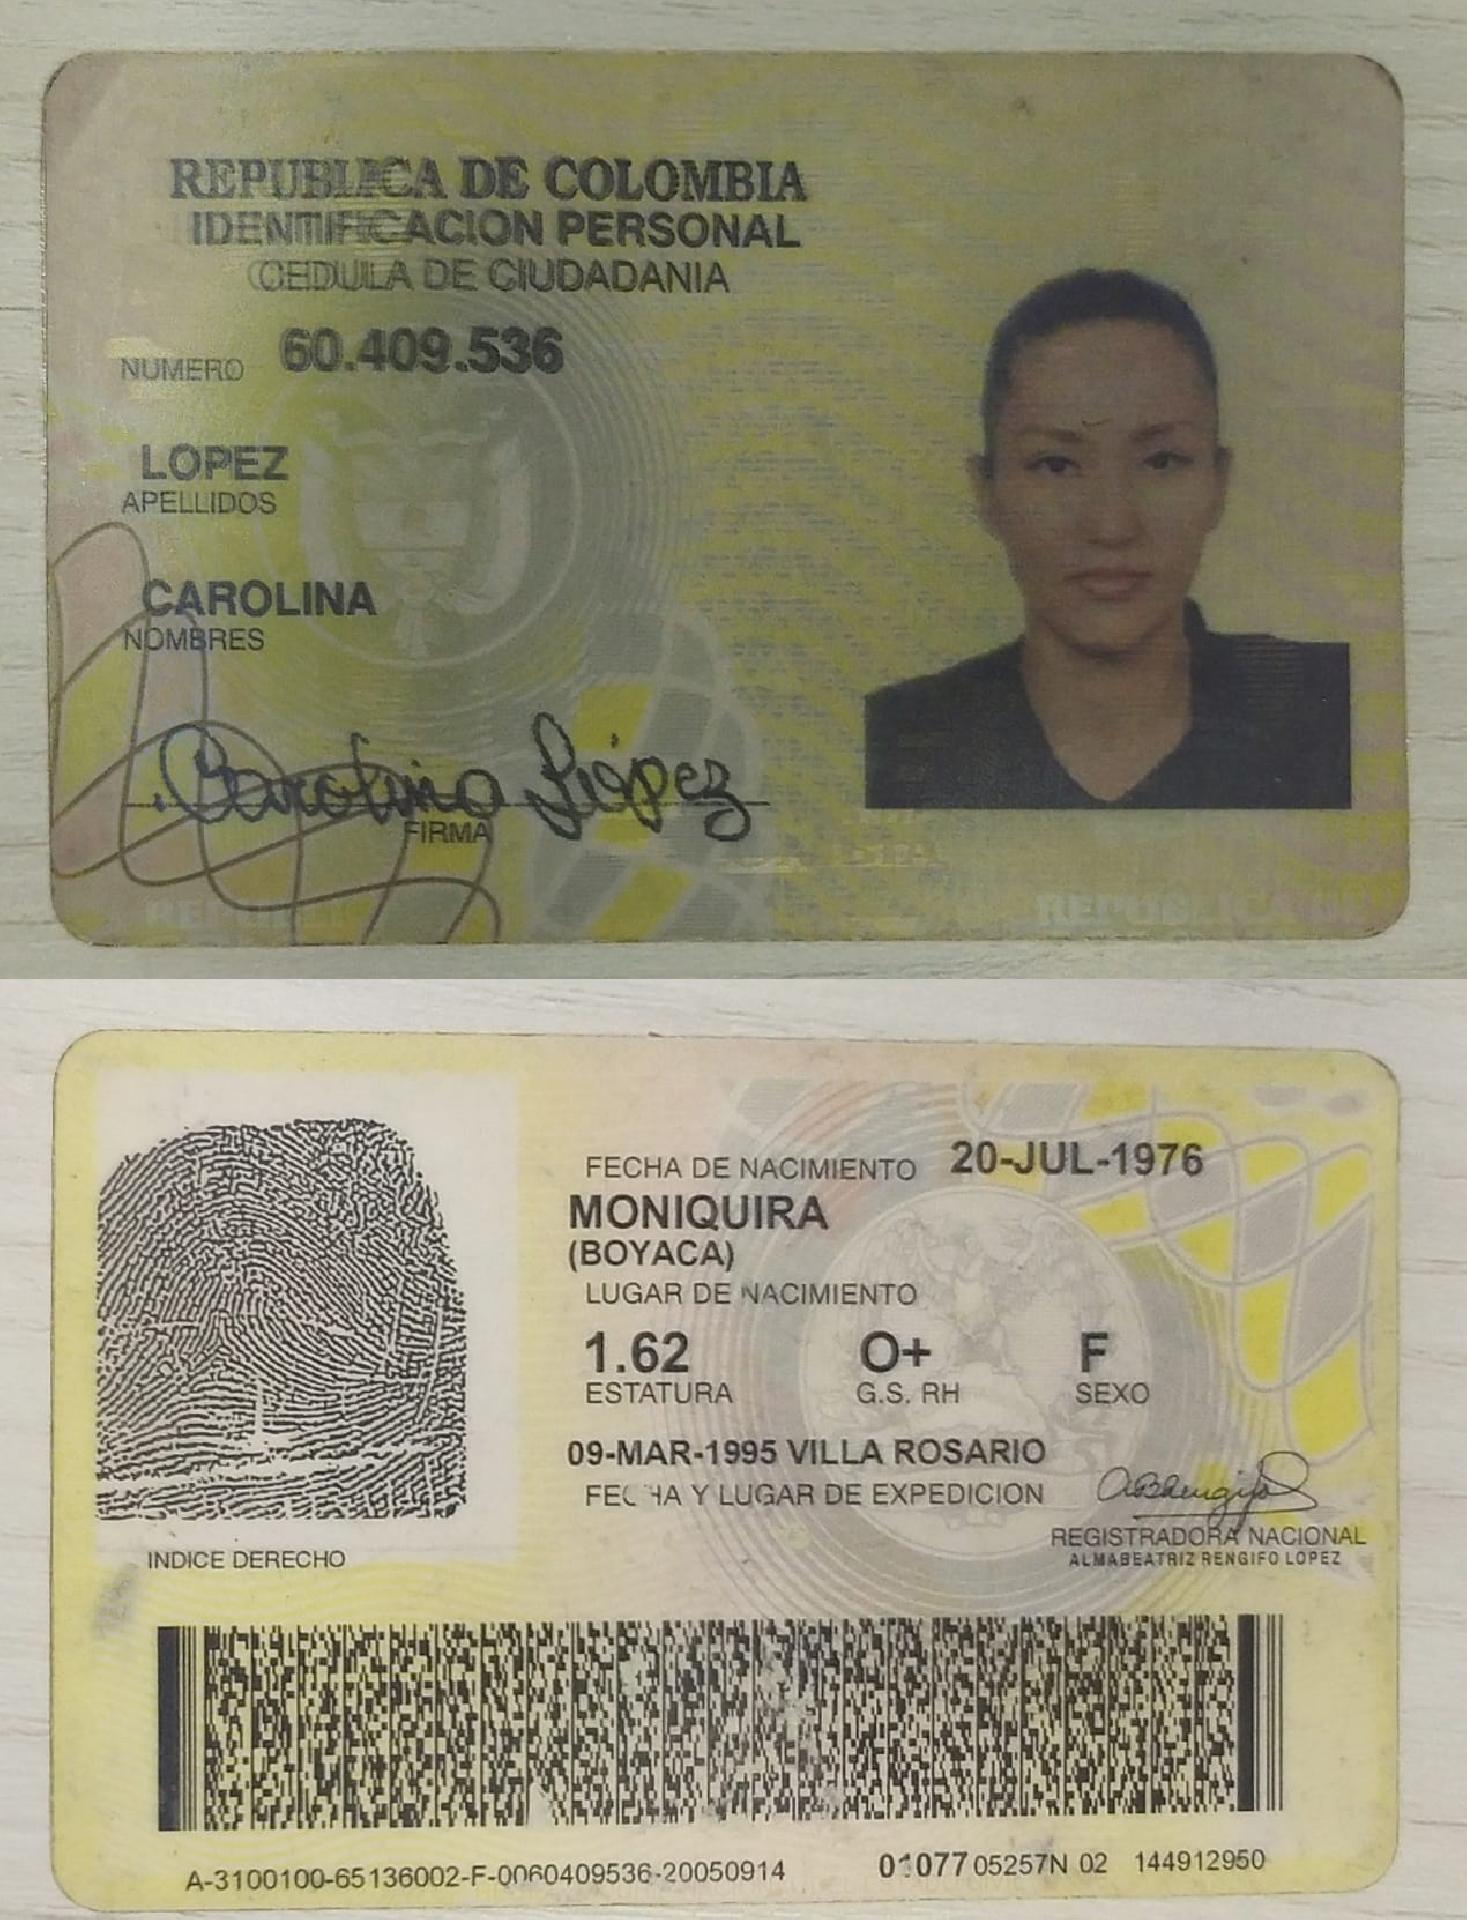 REPUBLICA DE COLOMBIA
IDENTIFICACION PERSONAL
CEDULA DE CIUDADANIA
NUMERO 60.409.536
LOPEZ
APELLIDOS
CAROLINA
NOMBRES
Carolina López
FIRMA
FECHA DE NACIMIENTO 20-JUL-1976
MONIQUIRA
(BOYACA)
LUGAR DE NACIMIENTO
1.62 O+ F
ESTATURA G.S. RH SEXO
09-MAR-1995 VILLA ROSARIO
FECHA Y LUGAR DE EXPEDICION
REGISTRADORA NACIONAL
ALMABEATRIZ RENGIFO LOPEZ
INDICE DERECHO
A-3100100-65136002-F-0060409536-20050914 0107705257N 02 144912950